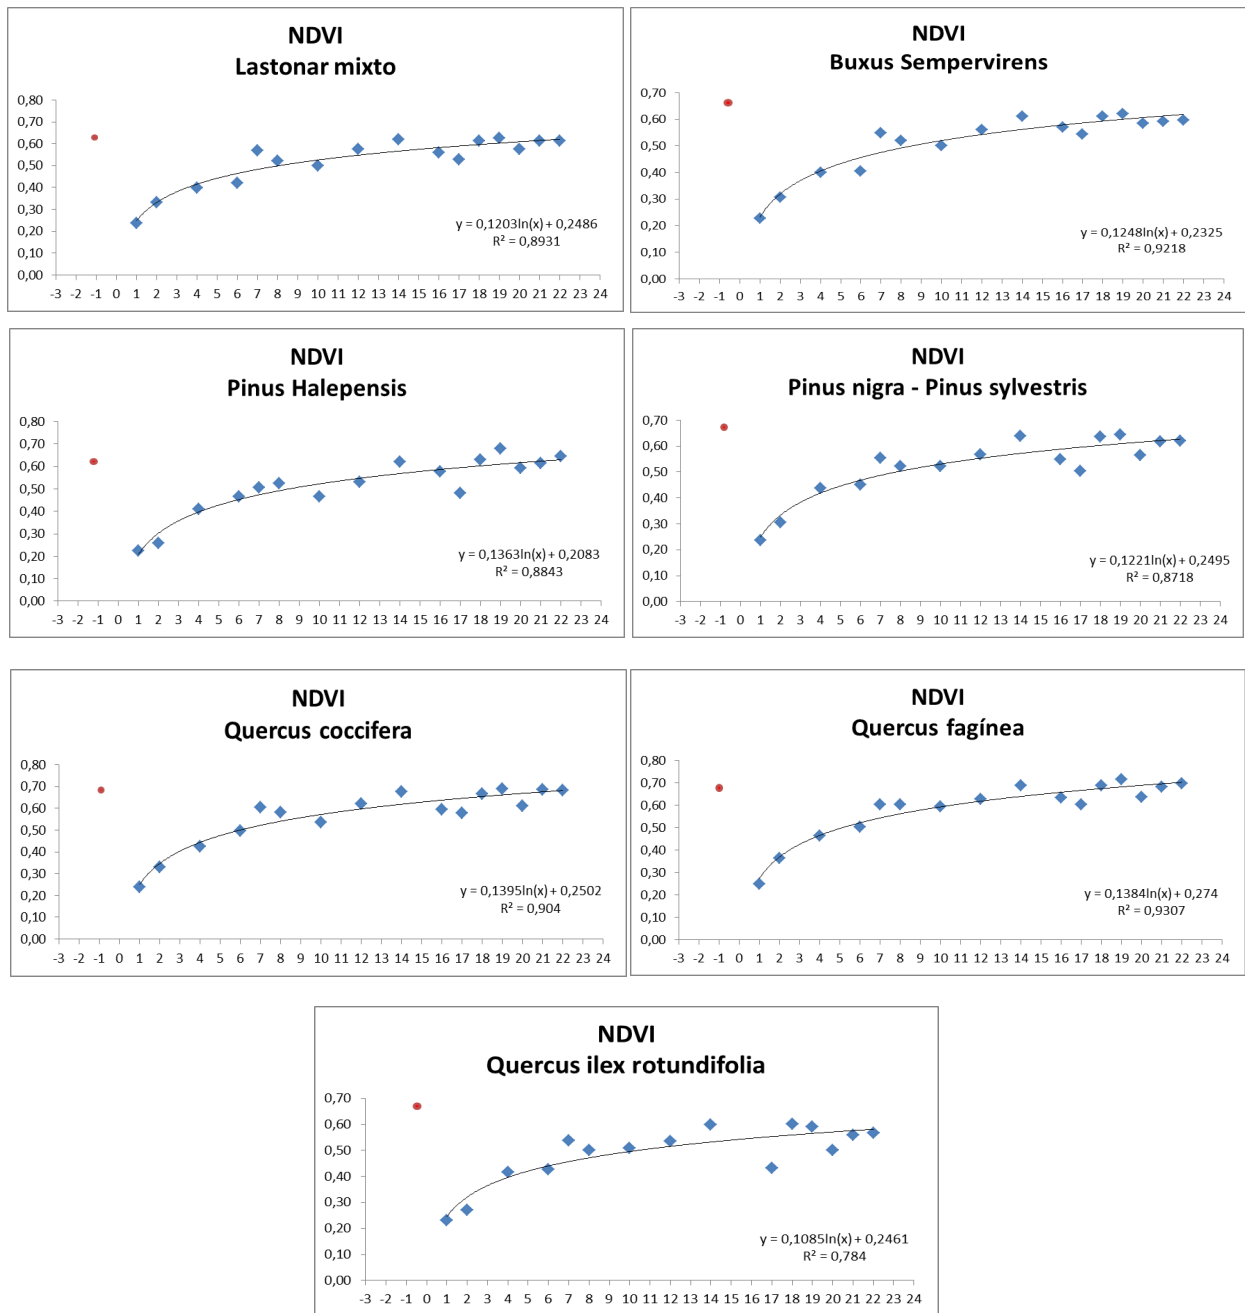 NDVI
Lastonar mixto
0,80
0,70
0,60
0,50
0,40
0,30
0,20
0,10
0,00
y = 0,1203ln(x) + 0,2486
R² = 0,8931
-3 -2 -1 0 1 2 3 4 5 6 7 8 9 10 11 12 13 14 15 16 17 18 19 20 21 22 23 24
NDVI
Buxus Sempervirens
0,70
0,60
0,50
0,40
0,30
0,20
0,10
0,00
y = 0,1248ln(x) + 0,2325
R² = 0,9218
-3 -2 -1 0 1 2 3 4 5 6 7 8 9 10 11 12 13 14 15 16 17 18 19 20 21 22 23 24
NDVI
Pinus Halepensis
0,80
0,70
0,60
0,50
0,40
0,30
0,20
0,10
0,00
y = 0,1363ln(x) + 0,2083
R² = 0,8843
-3 -2 -1 0 1 2 3 4 5 6 7 8 9 10 11 12 13 14 15 16 17 18 19 20 21 22 23 24
NDVI
Pinus nigra - Pinus sylvestris
0,70
0,60
0,50
0,40
0,30
0,20
0,10
0,00
y = 0,1221ln(x) + 0,2495
R² = 0,8718
-3 -2 -1 0 1 2 3 4 5 6 7 8 9 10 11 12 13 14 15 16 17 18 19 20 21 22 23 24
NDVI
Quercus coccifera
0,80
0,70
0,60
0,50
0,40
0,30
0,20
0,10
0,00
y = 0,1395ln(x) + 0,2502
R² = 0,904
-3 -2 -1 0 1 2 3 4 5 6 7 8 9 10 11 12 13 14 15 16 17 18 19 20 21 22 23 24
NDVI
Quercus fagínea
0,80
0,70
0,60
0,50
0,40
0,30
0,20
0,10
0,00
y = 0,1384ln(x) + 0,274
R² = 0,9307
-3 -2 -1 0 1 2 3 4 5 6 7 8 9 10 11 12 13 14 15 16 17 18 19 20 21 22 23 24
NDVI
Quercus ilex rotundifolia
0,70
0,60
0,50
0,40
0,30
0,20
0,10
0,00
y = 0,1085ln(x) + 0,2461
R² = 0,784
-3 -2 -1 0 1 2 3 4 5 6 7 8 9 10 11 12 13 14 15 16 17 18 19 20 21 22 23 24